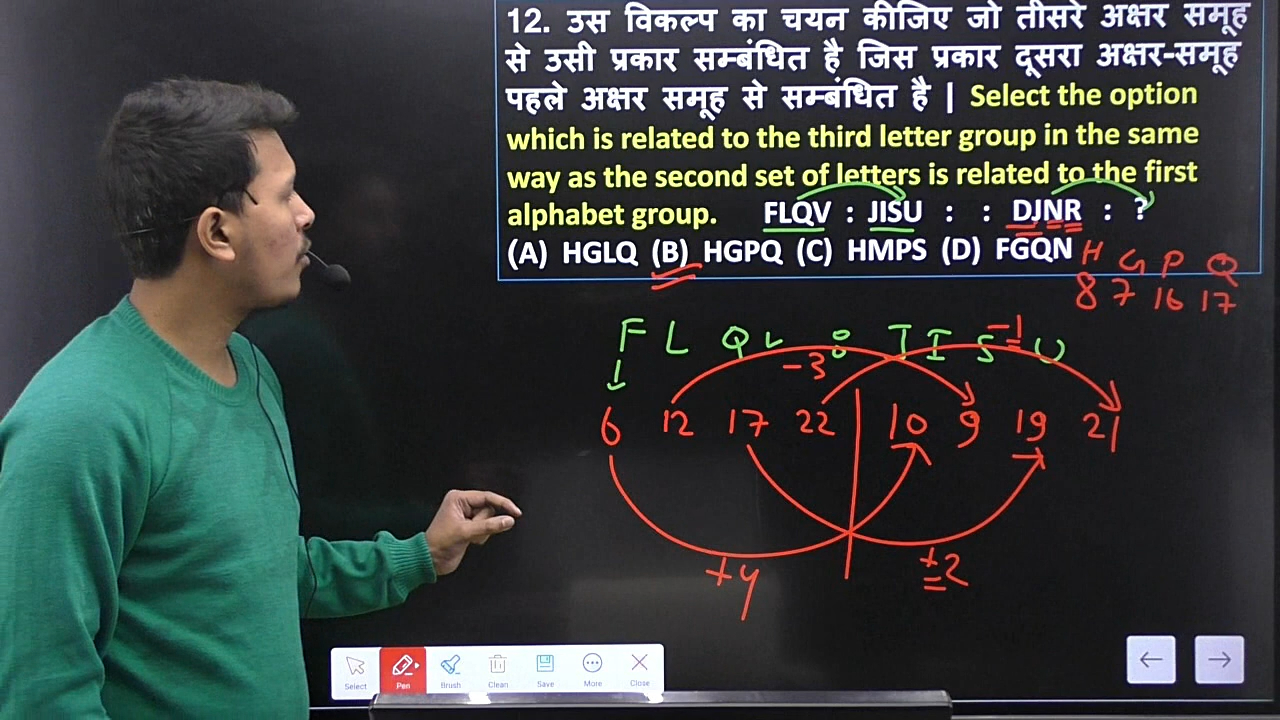 12. उस विकल्प का चयन कीजिए जो तीसरे अक्षर समूह
से उसी प्रकार सम्बंधित है जिस प्रकार दूसरा अक्षर-समूह
पहले अक्षर समूह से सम्बंधित है | Select the option
which is related to the third letter group in the same
way as the second set of letters is related to the first
alphabet group. FLQV : JISU : : DJNR : ?
(A) HGLQ (B) HGPQ (C) HMPS (D) FGQN
H G P Q
8 7 16 17
F L Q V : J I S U
-3 -1
6 12 17 22 10 9 19 21
+4 +2
Select Pen Brush Clean Save More Close